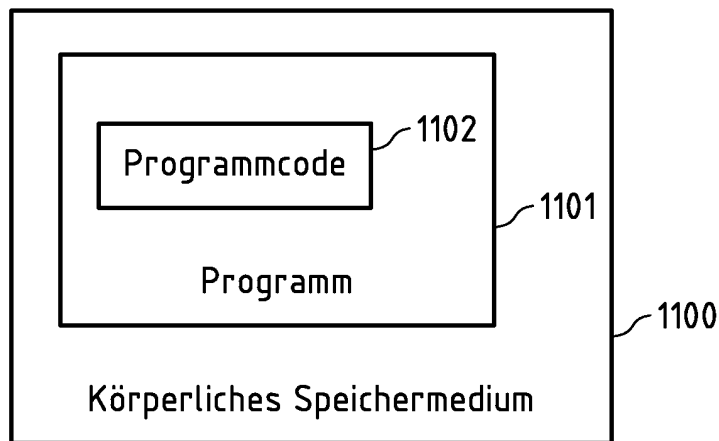 1102
Programmcode
1101
Programm
1100
Körperliches Speichermedium